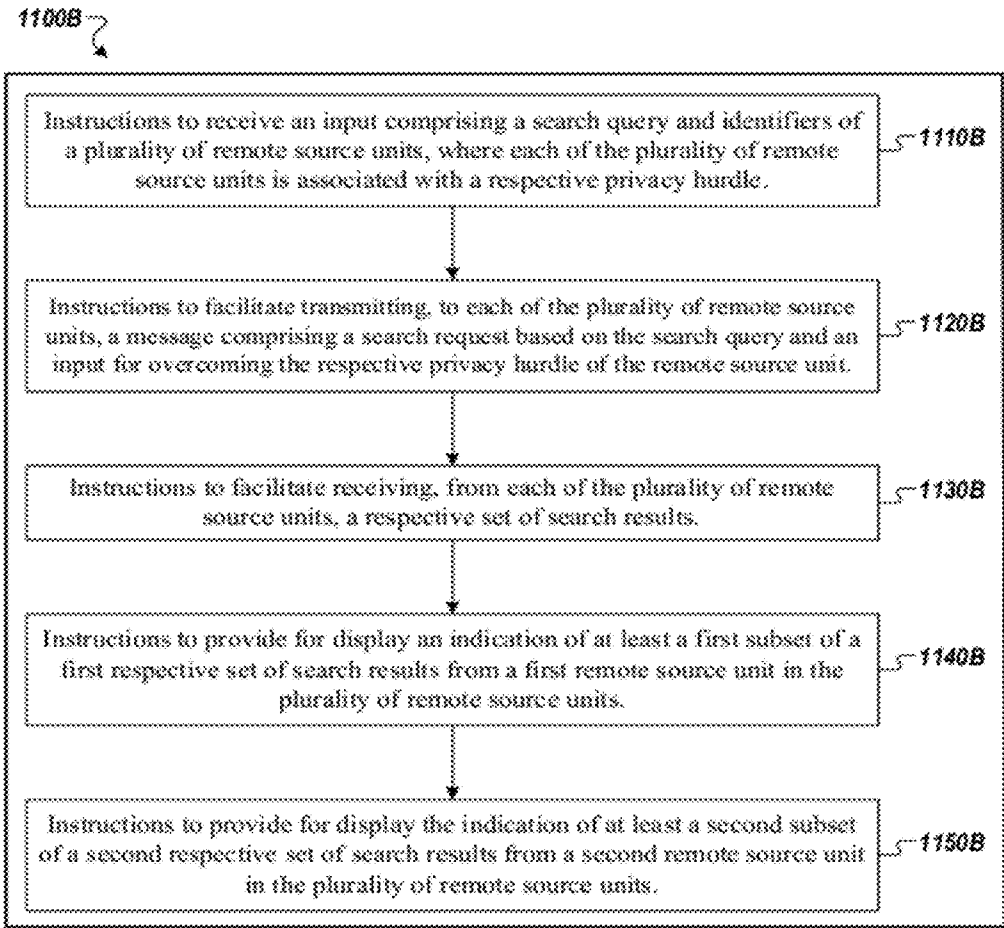 1100B
Instructions to receive an input comprising a search query and identifiers of
a plurality of remote source units, where each of the plurality of remote
source units is associated with a respective privacy hurdle.
1110B
Instructions to facilitate transmitting, to each of the plurality of remote source
units, a message comprising a search request based on the search query and an
input for overcoming the respective privacy hurdle of the remote source unit.
1120B
Instructions to facilitate receiving, from each of the plurality of remote
source units, a respective set of search results.
1130B
Instructions to provide for display an indication of at least a first subset of a
first respective set of search results from a first remote source unit in the
plurality of remote source units.
1140B
Instructions to provide for display the indication of at least a second subset
of a second respective set of search results from a second remote source unit
in the plurality of remote source units.
1150B